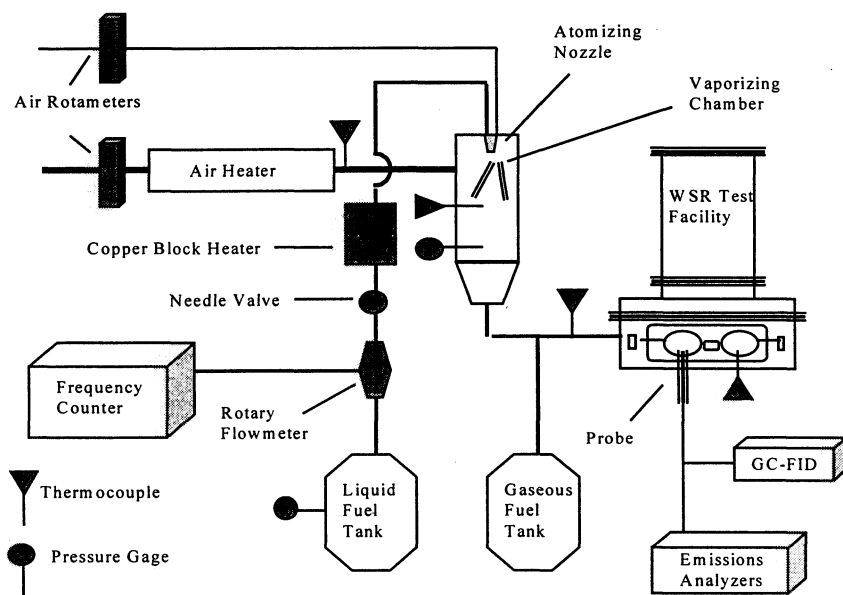 Atomizing
Nozzle
Vaporizing
Chamber
Air Rotameters
Air Heater
WSR Test
Facility
Copper Block Heater
Needle Valve
Frequency
Counter
Rotary
Flowmeter
Probe
GC-FID
Thermocouple
Liquid
Fuel
Tank
Gaseous
Fuel
Tank
Pressure Gage
Emissions
Analyzers